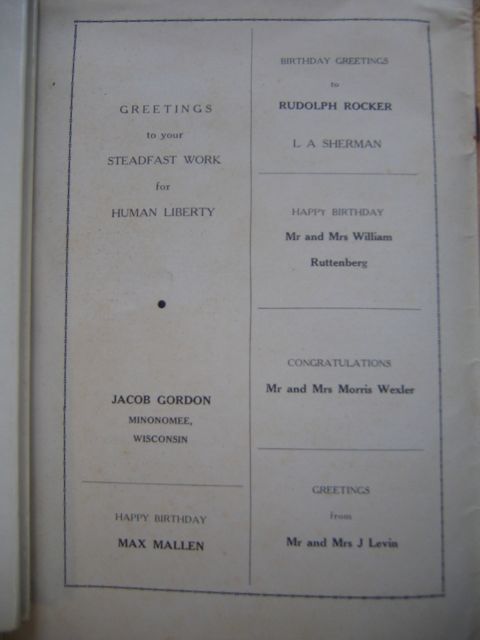 GREETINGS
to your
STEADFAST WORK
for
HUMAN LIBERTY
JACOB GORDON
MINONOMEE,
WISCONSIN
HAPPY BIRTHDAY
MAX MALLEN
BIRTHDAY GREETINGS
to
RUDOLPH ROCKER
L A SHERMAN
HAPPY BIRTHDAY
Mr and Mrs William
Ruttenberg
CONGRATULATIONS
Mr and Mrs Morris Wexler
GREETINGS
from
Mr and Mrs J Levin